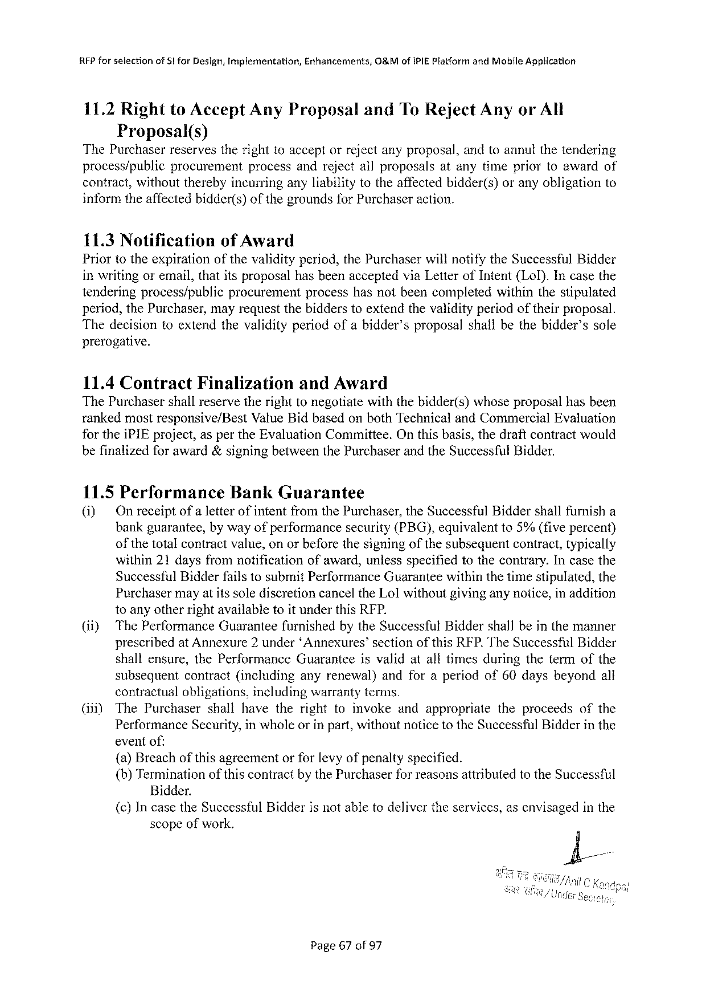 RFP for selection of SI for Design, Implementation, Enhancements, O&M of iPIE Platform and Mobile Application
11.2 Right to Accept Any Proposal and To Reject Any or All
Proposal(s)
The Purchaser reserves the right to accept or reject any proposal, and to annul the tendering
process/public procurement process and reject all proposals at any time prior to award of
contract, without thereby incurring any liability to the affected bidder(s) or any obligation to
inform the affected bidder(s) of the grounds for Purchaser action.
11.3 Notification of Award
Prior to the expiration of the validity period, the Purchaser will notify the Successful Bidder
in writing or email, that its proposal has been accepted via Letter of Intent (LoI). In case the
tendering process/public procurement process has not been completed within the stipulated
period, the Purchaser, may request the bidders to extend the validity period of their proposal.
The decision to extend the validity period of a bidder's proposal shall be the bidder's sole
prerogative.
11.4 Contract Finalization and Award
The Purchaser shall reserve the right to negotiate with the bidder(s) whose proposal has been
ranked most responsive/Best Value Bid based on both Technical and Commercial Evaluation
for the iPIE project, as per the Evaluation Committee. On this basis, the draft contract would
be finalized for award & signing between the Purchaser and the Successful Bidder.
11.5 Performance Bank Guarantee
(i) On receipt of a letter of intent from the Purchaser, the Successful Bidder shall furnish a
bank guarantee, by way of performance security (PBG), equivalent to 5% (five percent)
of the total contract value, on or before the signing of the subsequent contract, typically
within 21 days from notification of award, unless specified to the contrary. In case the
Successful Bidder fails to submit Performance Guarantee within the time stipulated, the
Purchaser may at its sole discretion cancel the LoI without giving any notice, in addition
to any other right available to it under this RFP.
(ii) The Performance Guarantee furnished by the Successful Bidder shall be in the manner
prescribed at Annexure 2 under ‘Annexures’ section of this RFP. The Successful Bidder
shall ensure, the Performance Guarantee is valid at all times during the term of the
subsequent contract (including any renewal) and for a period of 60 days beyond all
contractual obligations, including warranty terms.
(iii) The Purchaser shall have the right to invoke and appropriate the proceeds of the
Performance Security, in whole or in part, without notice to the Successful Bidder in the
event of:
(a) Breach of this agreement or for levy of penalty specified.
(b) Termination of this contract by the Purchaser for reasons attributed to the Successful
Bidder.
(c) In case the Successful Bidder is not able to deliver the services, as envisaged in the
scope of work.
/Anil C Kandpal
अवर सचिव/Under Secretary
Page 67 of 97